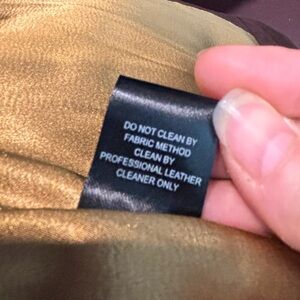 DO NOT CLEAN BY
FABRIC METHOD
CLEAN BY
PROFESSIONAL LEATHER
CLEANER ONLY